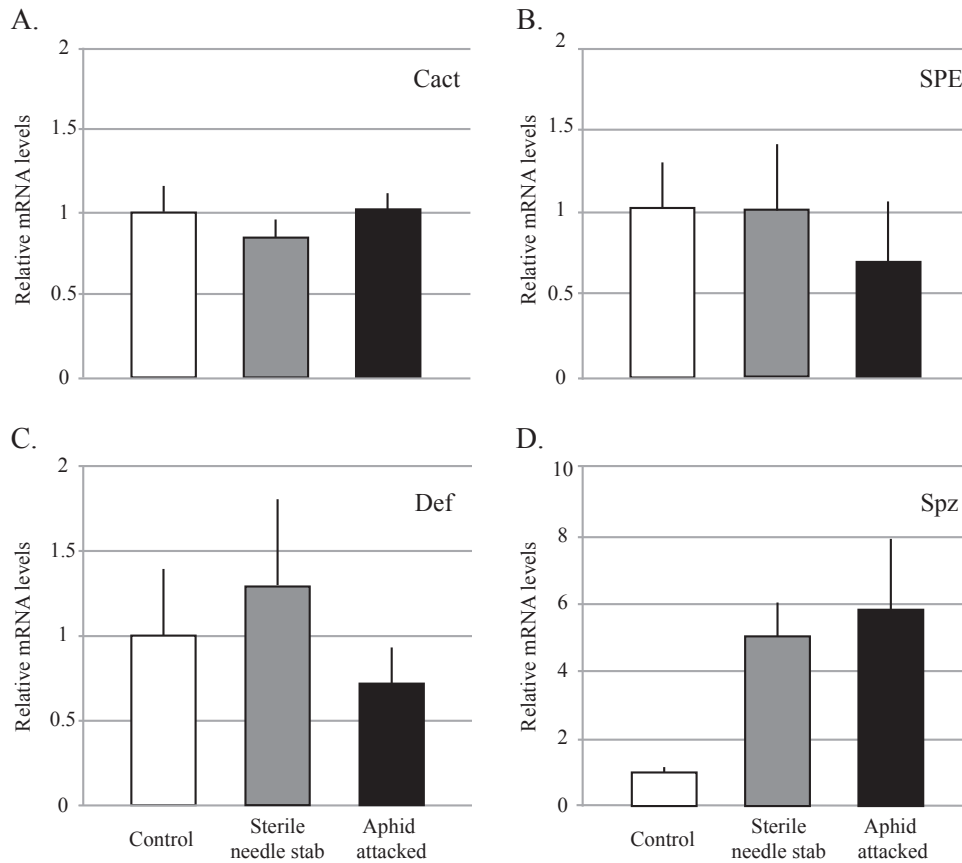 A.
Relative mRNA levels
2
1.5
1
0.5
0
Cact
B.
Relative mRNA levels
2
1.5
1
0.5
0
SPE
C.
Relative mRNA levels
2
1.5
1
0.5
0
Def
Control
Sterile
needle stab
Aphid
attacked
D.
Relative mRNA levels
10
8
6
4
2
0
Spz
Control
Sterile
needle stab
Aphid
attacked